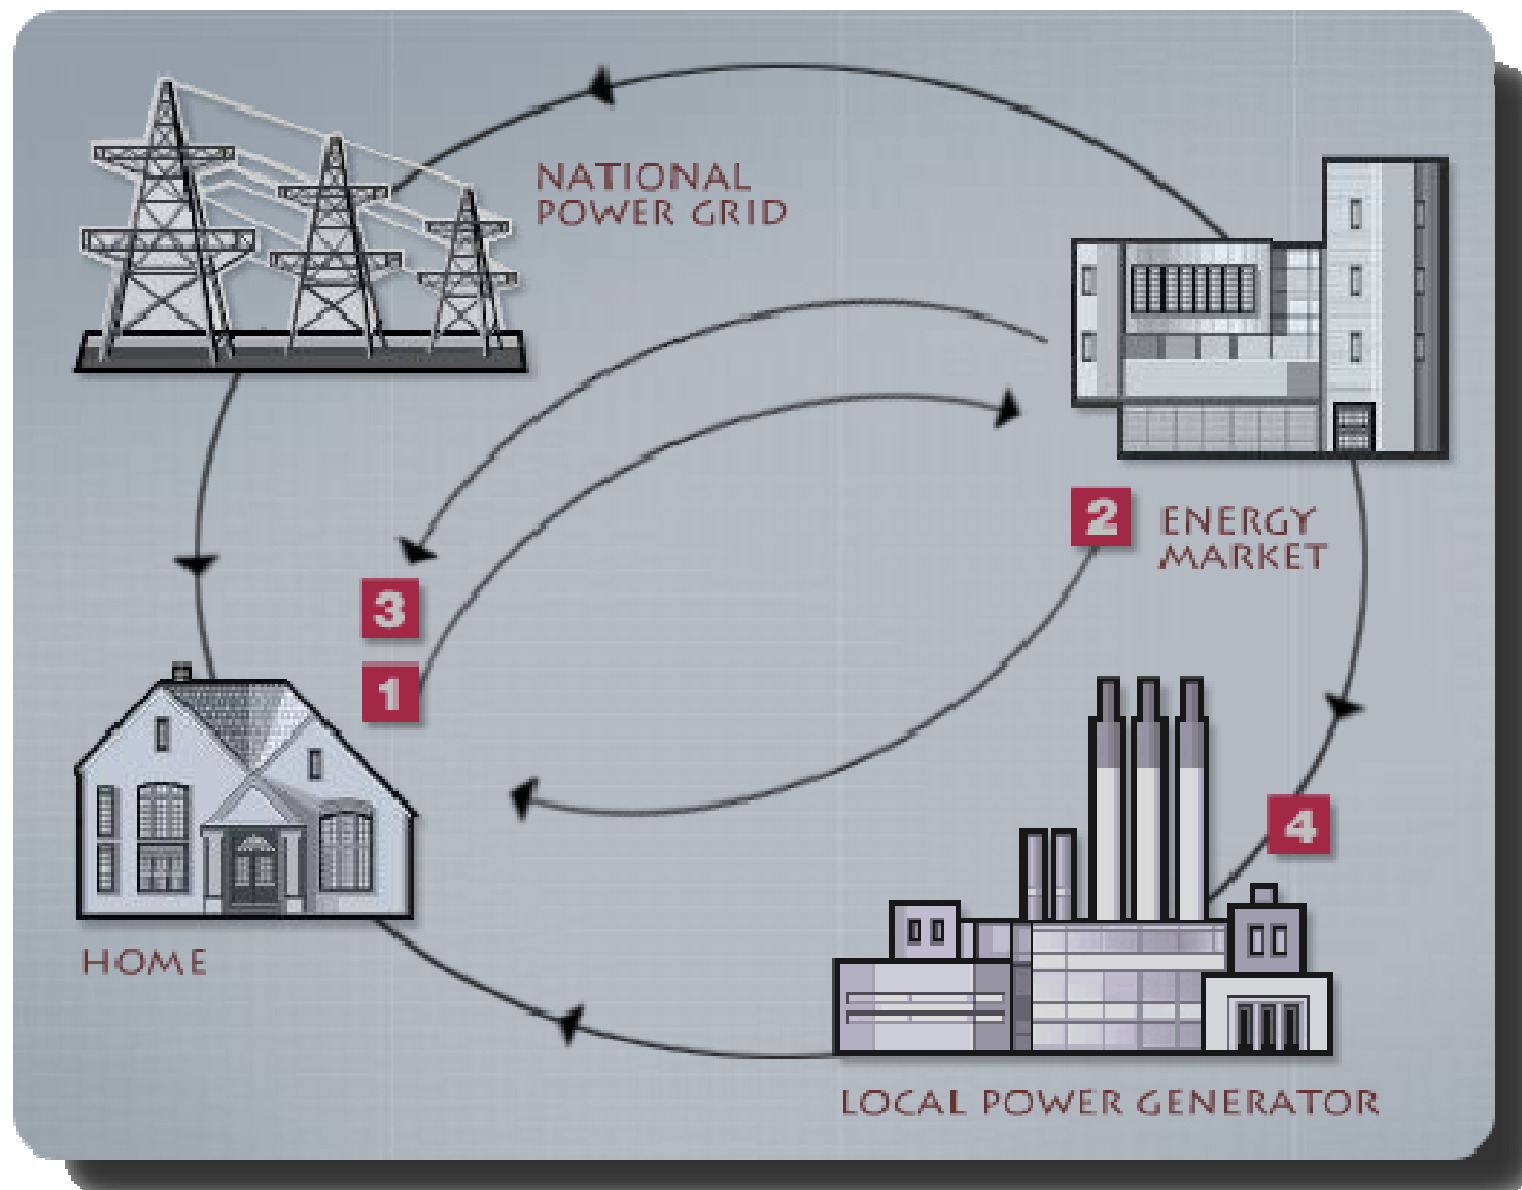 NATIONAL
POWER GRID
2
ENERGY
MARKET
3
1
4
HOME
LOCAL POWER GENERATOR